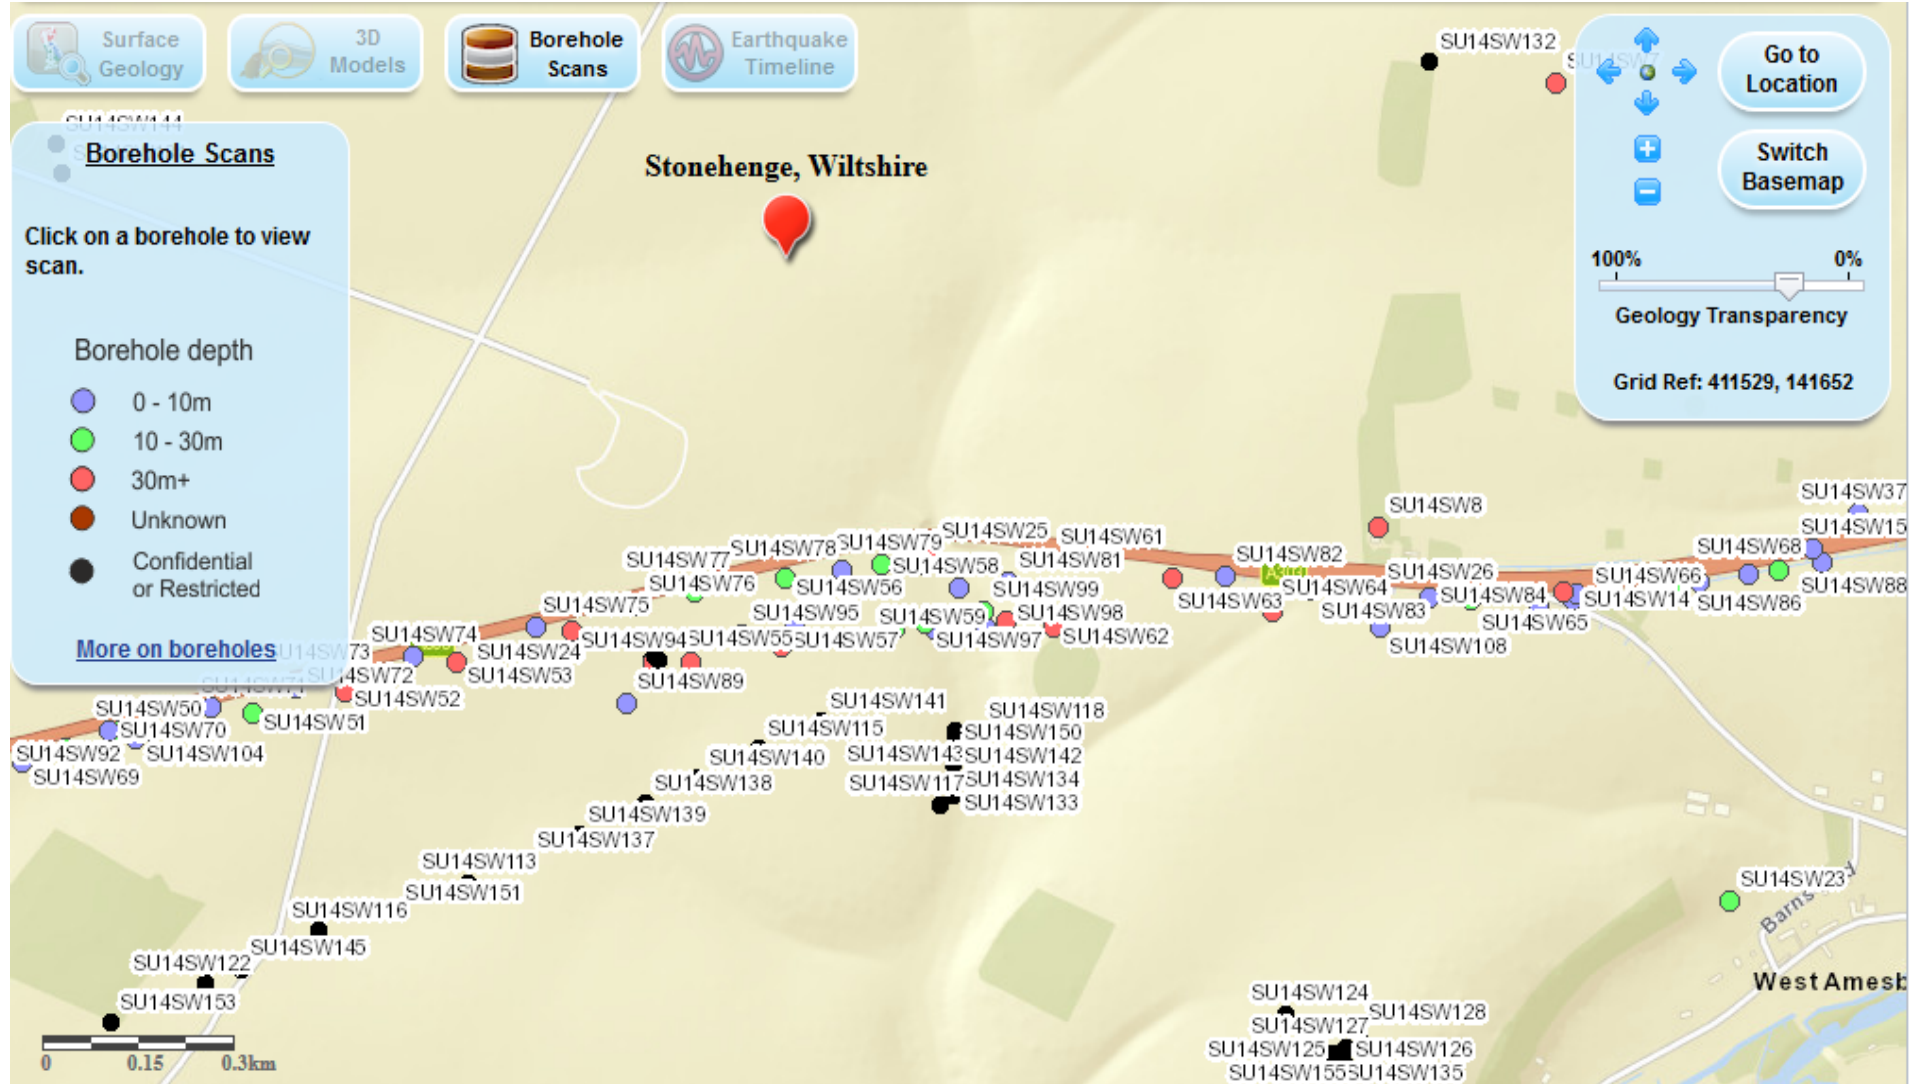 Surface
Geology
3D
Models
Borehole
Scans
Earthquake
Timeline
SU14SW132
SU14SW7
Go to
Location
Switch
Basemap
100%
0%
Geology Transparency
Grid Ref: 411529, 141652
SU14SW144
Borehole Scans
Click on a borehole to view
scan.
Borehole depth
0 - 10m
10 - 30m
30m+
Unknown
Confidential
or Restricted
More on boreholes
Stonehenge, Wiltshire
SU14SW8
SU14SW37
SU14SW15
SU14SW25
SU14SW61
SU14SW79
SU14SW78
SU14SW77
SU14SW81
SU14SW82
SU14SW68
SU14SW58
SU14SW76
SU14SW56
SU14SW99
SU14SW64
SU14SW26
SU14SW66
SU14SW88
SU14SW75
SU14SW95
SU14SW59
SU14SW98
SU14SW63
SU14SW83
SU14SW84
SU14SW14
SU14SW86
SU14SW65
SU14SW74
SU14SW94
SU14SW55
SU14SW57
SU14SW97
SU14SW62
SU14SW108
SU14SW73
SU14SW24
SU14SW72
SU14SW53
SU14SW89
SU14SW71
SU14SW52
SU14SW50
SU14SW51
SU14SW70
SU14SW92
SU14SW104
SU14SW69
SU14SW141
SU14SW118
SU14SW115
SU14SW150
SU14SW140
SU14SW143
SU14SW142
SU14SW138
SU14SW117
SU14SW134
SU14SW139
SU14SW133
SU14SW137
SU14SW113
SU14SW151
SU14SW116
SU14SW145
SU14SW122
SU14SW153
SU14SW23
Barns
West Amesb
SU14SW124
SU14SW128
SU14SW127
SU14SW125
SU14SW126
SU14SW155
SU14SW135
0
0.15
0.3km